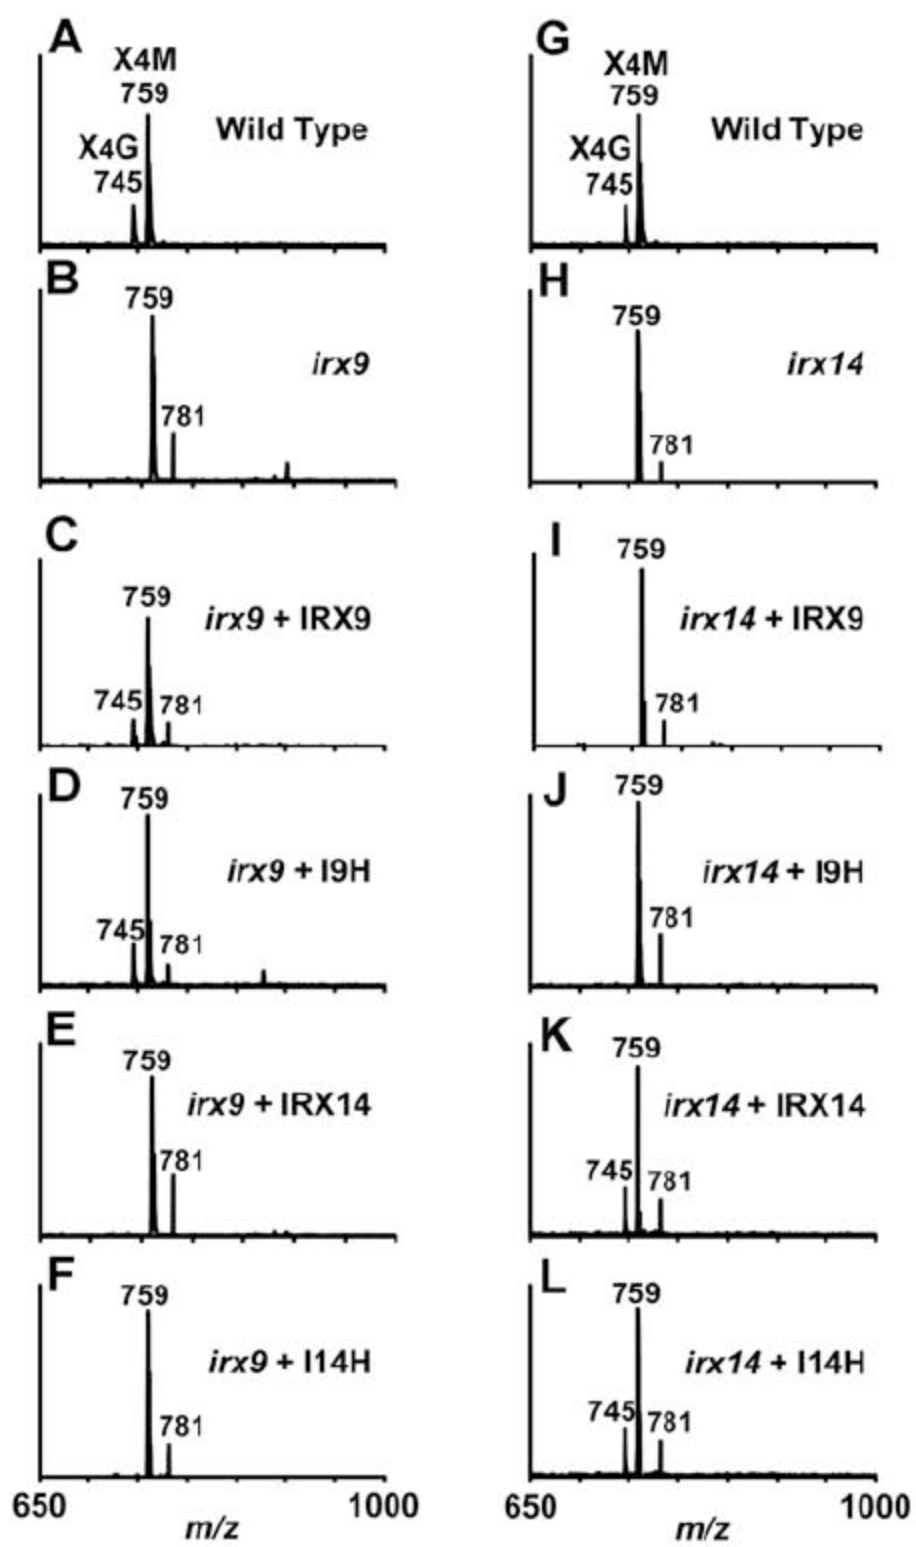 A
X4M
759
X4G
745
Wild Type
B
759
781
irx9
C
759
745
781
irx9 + IRX9
D
759
745
781
irx9 + I9H
E
759
781
irx9 + IRX14
F
759
781
irx9 + I14H
650
1000
m/z
G
X4M
759
X4G
745
Wild Type
H
759
781
irx14
I
759
781
irx14 + IRX9
J
759
781
irx14 + I9H
K
759
745
781
irx14 + IRX14
L
759
745
781
irx14 + I14H
650
1000
m/z